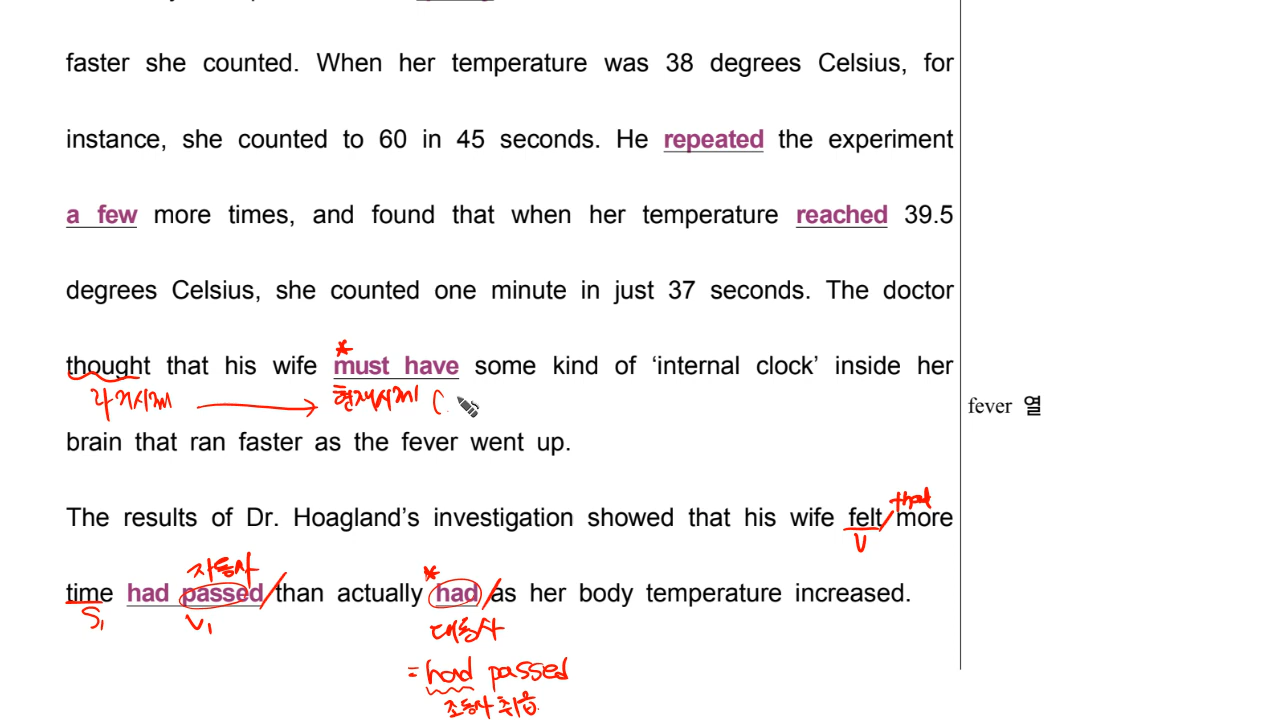 faster she counted. When her temperature was 38 degrees Celsius, for
instance, she counted to 60 in 45 seconds. He repeated the experiment
a few more times, and found that when her temperature reached 39.5
degrees Celsius, she counted one minute in just 37 seconds. The doctor
*
thought that his wife must have some kind of ‘internal clock’ inside her
과거시제 현재시제 (
fever 열
brain that ran faster as the fever went up.
that
The results of Dr. Hoagland’s investigation showed that his wife felt/more
V
자동사 *
time had passed/than actually had/as her body temperature increased.
S₁ V₁ 대동사
= had passed
조동사 취급